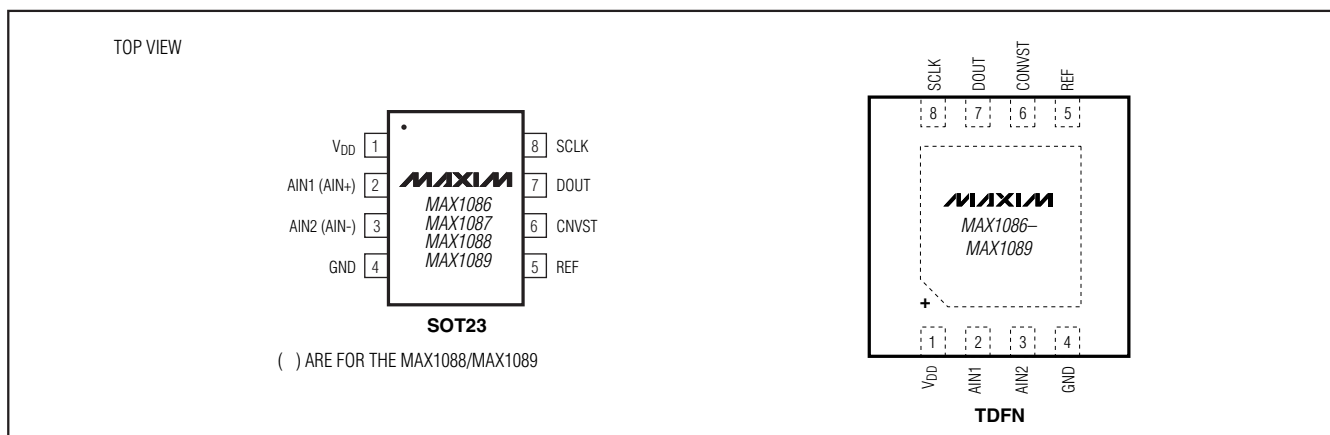 TOP VIEW
VDD 1
AIN1 (AIN+) 2
AIN2 (AIN-) 3
GND 4
MAXIM
MAX1086
MAX1087
MAX1088
MAX1089
8 SCLK
7 DOUT
6 CNVST
5 REF
SOT23
( ) ARE FOR THE MAX1088/MAX1089
SCLK DOUT CONVST REF
8 7 6 5
MAXIM
MAX1086–
MAX1089
+
1 2 3 4
VDD AIN1 AIN2 GND
TDFN